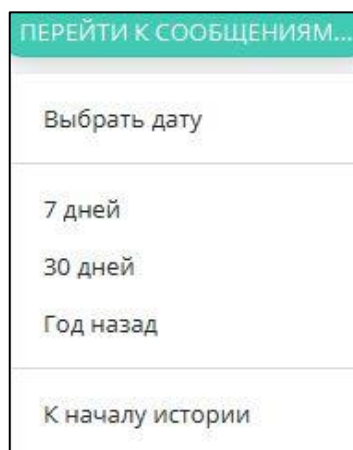 ПЕРЕЙТИ К СООБЩЕНИЯМ...
Выбрать дату
7 дней
30 дней
Год назад
К началу истории